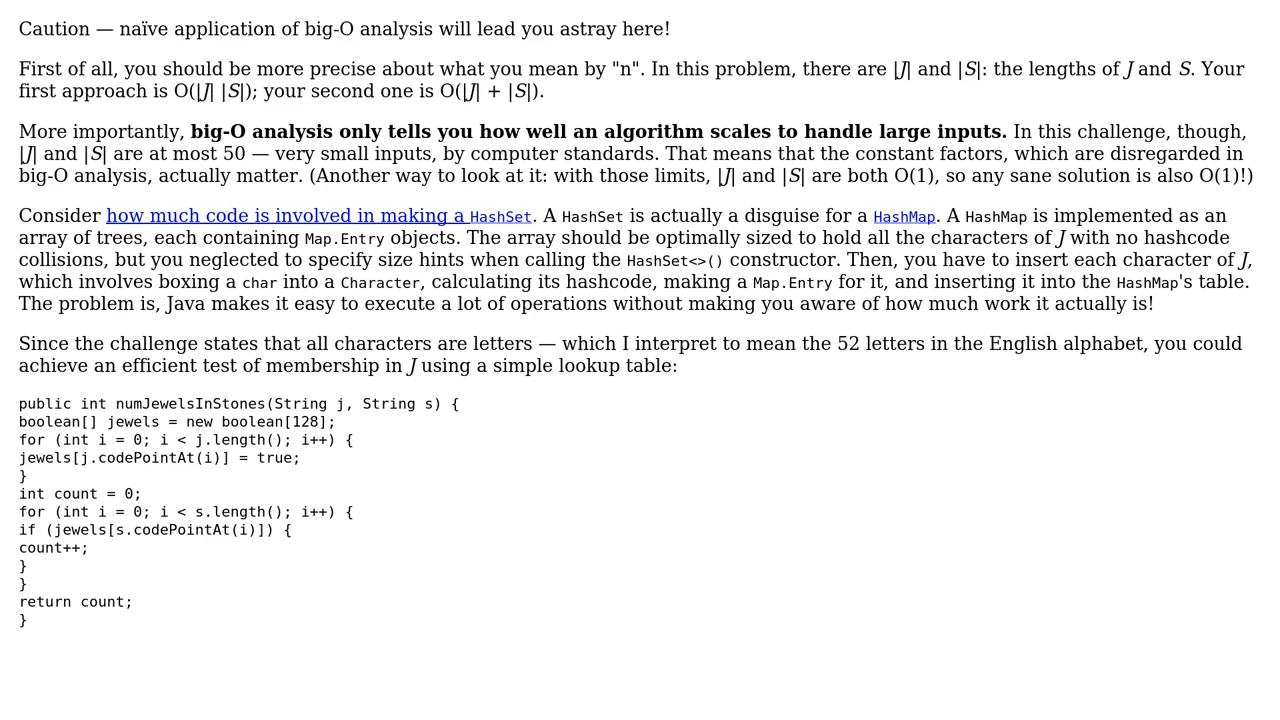 Caution — naïve application of big-O analysis will lead you astray here!
First of all, you should be more precise about what you mean by "n". In this problem, there are |J| and |S|: the lengths of J and S. Your
first approach is O(|J| |S|); your second one is O(|J| + |S|).
More importantly, big-O analysis only tells you how well an algorithm scales to handle large inputs. In this challenge, though,
|J| and |S| are at most 50 — very small inputs, by computer standards. That means that the constant factors, which are disregarded in
big-O analysis, actually matter. (Another way to look at it: with those limits, |J| and |S| are both O(1), so any sane solution is also O(1)!)
Consider how much code is involved in making a HashSet. A HashSet is actually a disguise for a HashMap. A HashMap is implemented as an
array of trees, each containing Map.Entry objects. The array should be optimally sized to hold all the characters of J with no hashcode
collisions, but you neglected to specify size hints when calling the HashSet<>() constructor. Then, you have to insert each character of J,
which involves boxing a char into a Character, calculating its hashcode, making a Map.Entry for it, and inserting it into the HashMap's table.
The problem is, Java makes it easy to execute a lot of operations without making you aware of how much work it actually is!
Since the challenge states that all characters are letters — which I interpret to mean the 52 letters in the English alphabet, you could
achieve an efficient test of membership in J using a simple lookup table:
public int numJewelsInStones(String j, String s) {
boolean[] jewels = new boolean[128];
for (int i = 0; i < j.length(); i++) {
jewels[j.codePointAt(i)] = true;
}
int count = 0;
for (int i = 0; i < s.length(); i++) {
if (jewels[s.codePointAt(i)]) {
count++;
}
}
return count;
}